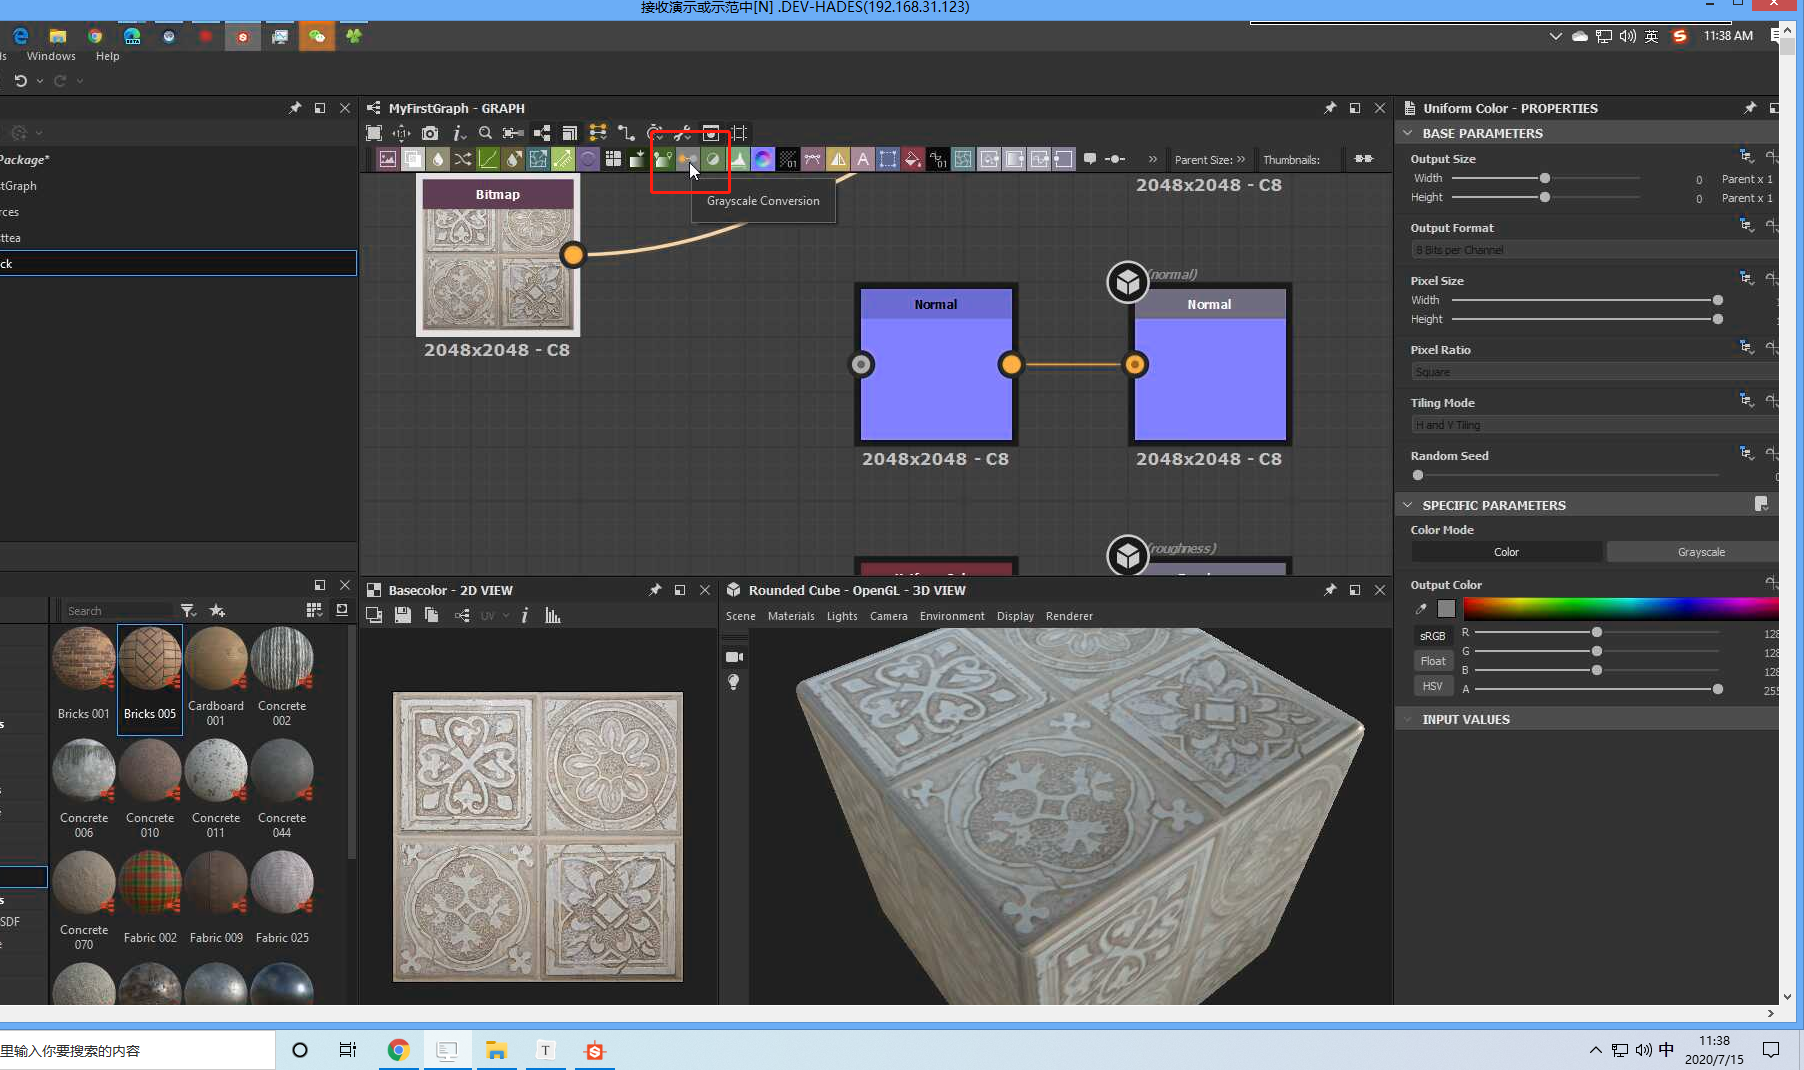 接收演示或示范中[N] .DEV-HADES(192.168.31.123)
英
11:38 AM
ls Windows Help
MyFirstGraph - GRAPH
Uniform Color - PROPERTIES
Package*
stGraph
rces
ttea
ck
Parent Size: >>
Thumbnails:
Grayscale Conversion
Bitmap
2048x2048 - C8
2048x2048 - C8
(normal)
Normal
Normal
2048x2048 - C8
2048x2048 - C8
(roughness)
BASE PARAMETERS
Output Size
Width 0 Parent x 1
Height 0 Parent x 1
Output Format
8 Bits per Channel
Pixel Size
Width
Height
Pixel Ratio
Square
Tiling Mode
H and V Tiling
Random Seed
SPECIFIC PARAMETERS
Color Mode
Color Grayscale
Output Color
sRGB
Float
HSV
R 128
G 128
B 128
A 255
INPUT VALUES
Search
Bricks 001
Bricks 005
Cardboard 001
Concrete 002
Concrete 006
Concrete 010
Concrete 011
Concrete 044
Concrete 070
Fabric 002
Fabric 009
Fabric 025
SDF
Basecolor - 2D VIEW
UV
Rounded Cube - OpenGL - 3D VIEW
Scene Materials Lights Camera Environment Display Renderer
里输入你要搜索的内容
中
11:38
2020/7/15